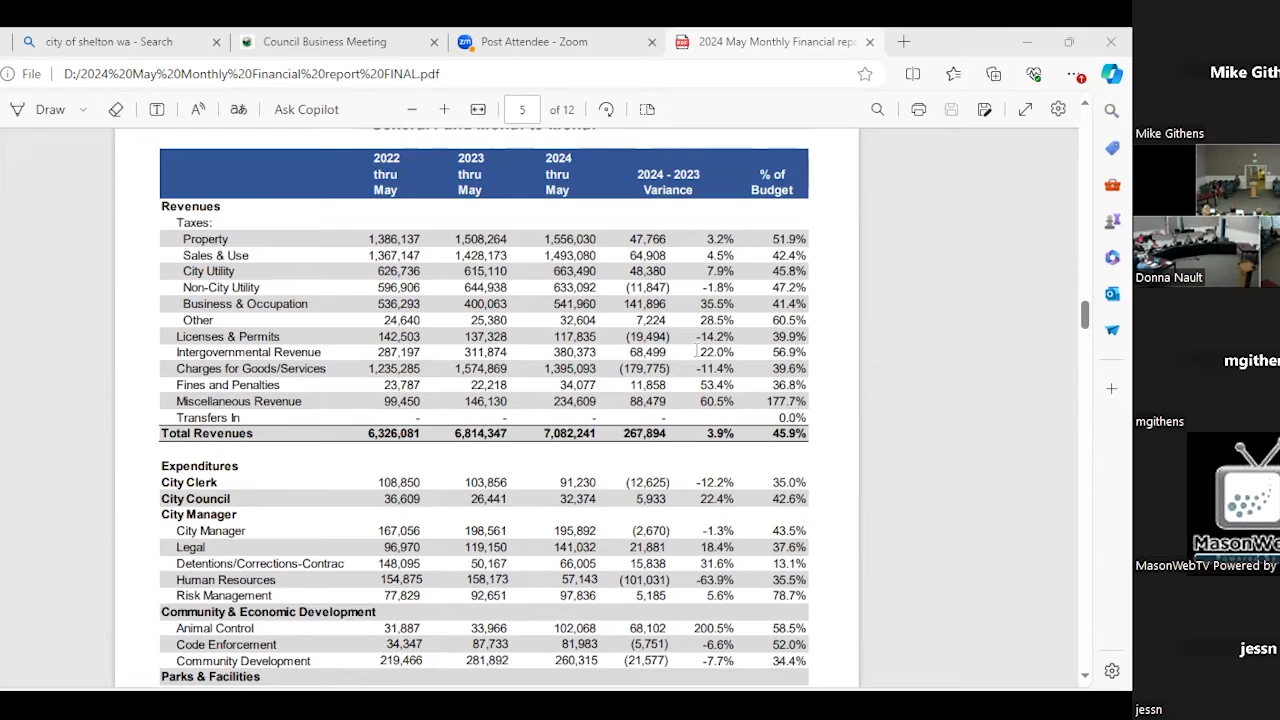 city of shelton wa - Search
Council Business Meeting
Post Attendee - Zoom
2024 May Monthly Financial repo
File D:/2024%20May%20Monthly%20Financial%20report%20FINAL.pdf
Draw Ask Copilot 5 of 12
2022 thru May 2023 thru May 2024 thru May 2024 - 2023 Variance % of Budget
Revenues
Taxes:
Property 1,386,137 1,508,264 1,556,030 47,766 3.2% 51.9%
Sales & Use 1,367,147 1,428,173 1,493,080 64,908 4.5% 42.4%
City Utility 626,736 615,110 663,490 48,380 7.9% 45.8%
Non-City Utility 596,906 644,938 633,092 (11,847) -1.8% 47.2%
Business & Occupation 536,293 400,063 541,960 141,896 35.5% 41.4%
Other 24,640 25,380 32,604 7,224 28.5% 60.5%
Licenses & Permits 142,503 137,328 117,835 (19,494) -14.2% 39.9%
Intergovernmental Revenue 287,197 311,874 380,373 68,499 22.0% 56.9%
Charges for Goods/Services 1,235,285 1,574,869 1,395,093 (179,775) -11.4% 39.6%
Fines and Penalties 23,787 22,218 34,077 11,858 53.4% 36.8%
Miscellaneous Revenue 99,450 146,130 234,609 88,479 60.5% 177.7%
Transfers In - - - - 0.0%
Total Revenues 6,326,081 6,814,347 7,082,241 267,894 3.9% 45.9%
Expenditures
City Clerk 108,850 103,856 91,230 (12,625) -12.2% 35.0%
City Council 36,609 26,441 32,374 5,933 22.4% 42.6%
City Manager
City Manager 167,056 198,561 195,892 (2,670) -1.3% 43.5%
Legal 96,970 119,150 141,032 21,881 18.4% 37.6%
Detentions/Corrections-Contrac 148,095 50,167 66,005 15,838 31.6% 13.1%
Human Resources 154,875 158,173 57,143 (101,031) -63.9% 35.5%
Risk Management 77,829 92,651 97,836 5,185 5.6% 78.7%
Community & Economic Development
Animal Control 31,887 33,966 102,068 68,102 200.5% 58.5%
Code Enforcement 34,347 87,733 81,983 (5,751) -6.6% 52.0%
Community Development 219,466 281,892 260,315 (21,577) -7.7% 34.4%
Parks & Facilities
Mike Gith
Mike Githens
Donna Nault
mgithen
mgithens
MasonWe
MasonWebTV Powered by
jessn
jessn